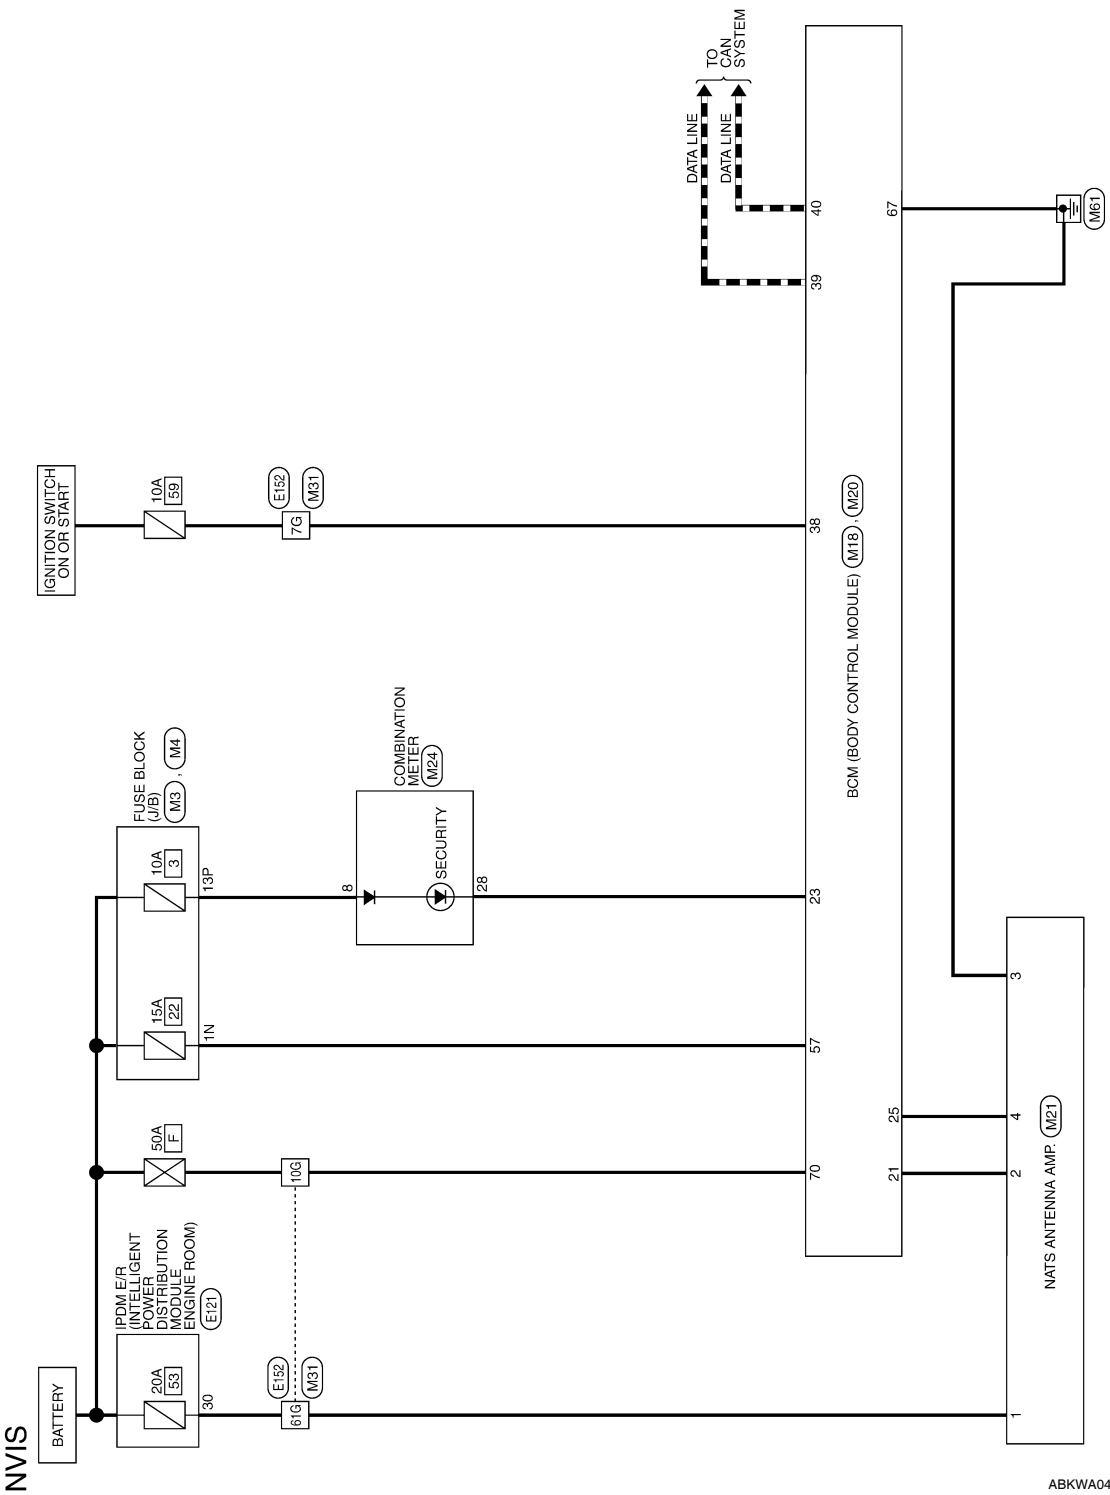 NVIS
BATTERY
20A
53
30
IPDM E/R
(INTELLIGENT
POWER
DISTRIBUTION
MODULE
ENGINE ROOM)
E121
61G
E152
M31
50A
F
10G
15A
22
1N
10A
3
13P
FUSE BLOCK
(J/B)
M3 , M4
8
SECURITY
28
COMBINATION
METER
M24
IGNITION SWITCH
ON OR START
10A
59
7G
E152
M31
DATA LINE
DATA LINE
TO
CAN
SYSTEM
70
57
23
38
39
40
BCM (BODY CONTROL MODULE) M18 , M20
21
25
67
M61
1
2
4
3
NATS ANTENNA AMP. M21
ABKWA04